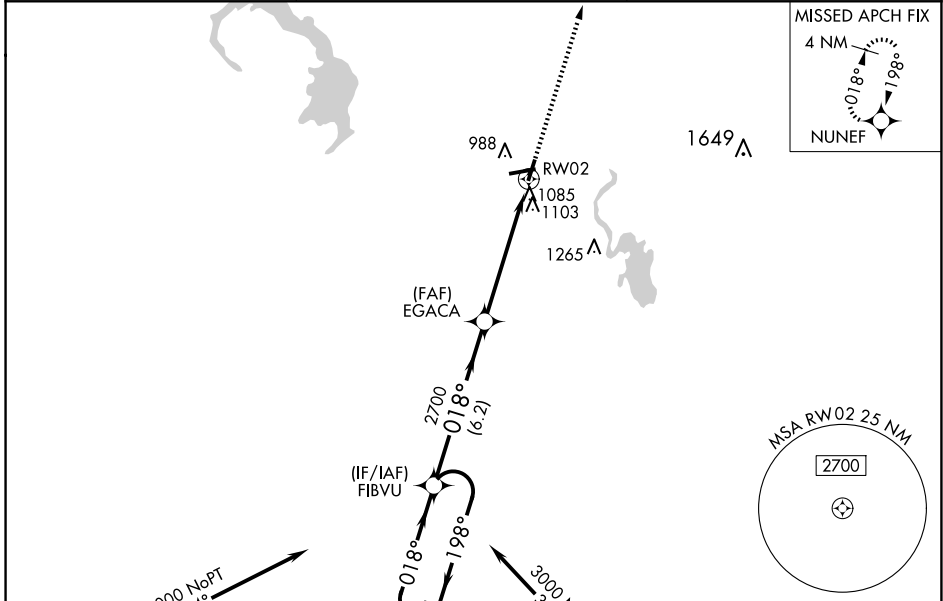 MISSED APCH FIX
4 NM
018°
198°
NUNEF
988
1649
RW02
1085
1103
1265
(FAF)
EGACA
2700
018°
(6.2)
MSA RW02 25 NM
2700
(IF/IAF)
FIBVU
018°
198°
NoPT
3000